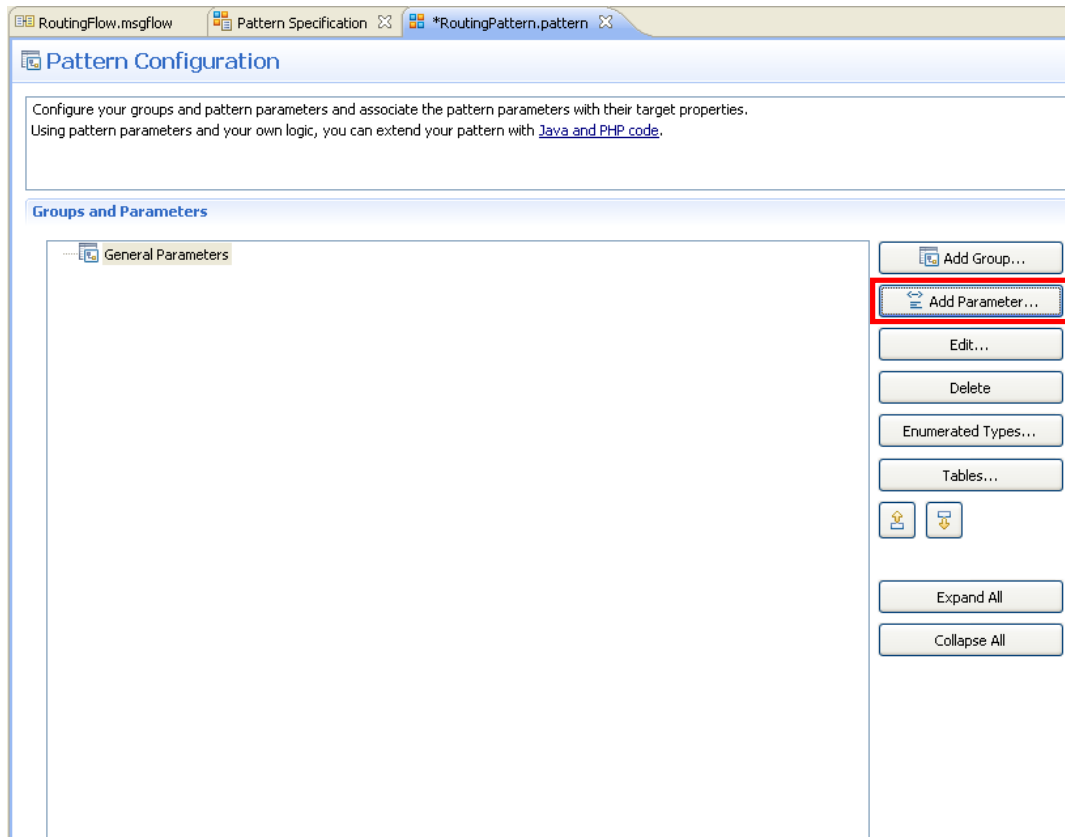 RoutingFlow.msgflow Pattern Specification *RoutingPattern.pattern
Pattern Configuration
Configure your groups and pattern parameters and associate the pattern parameters with their target properties.
Using pattern parameters and your own logic, you can extend your pattern with Java and PHP code.
Groups and Parameters
General Parameters
Add Group...
Add Parameter...
Edit...
Delete
Enumerated Types...
Tables...
Expand All
Collapse All